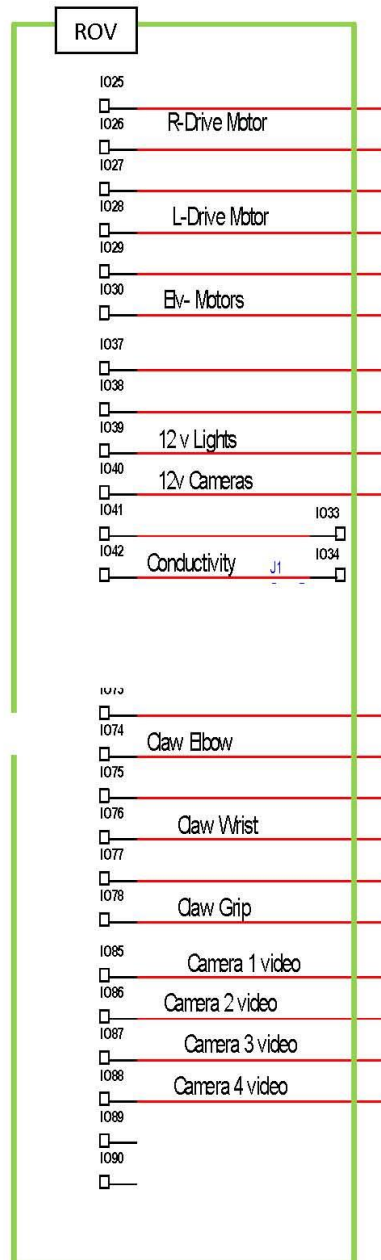 ROV
IO25
IO26
R-Drive Motor
IO27
IO28
L-Drive Motor
IO29
IO30
Elv- Motors
IO37
IO38
IO39
12 v Lights
IO40
12v Cameras
IO41
IO33
IO42
Conductivity
J1
IO34
IO73
IO74
Claw Elbow
IO75
IO76
Claw Wrist
IO77
IO78
Claw Grip
IO85
Camera 1 video
IO86
Camera 2 video
IO87
Camera 3 video
IO88
Camera 4 video
IO89
IO90